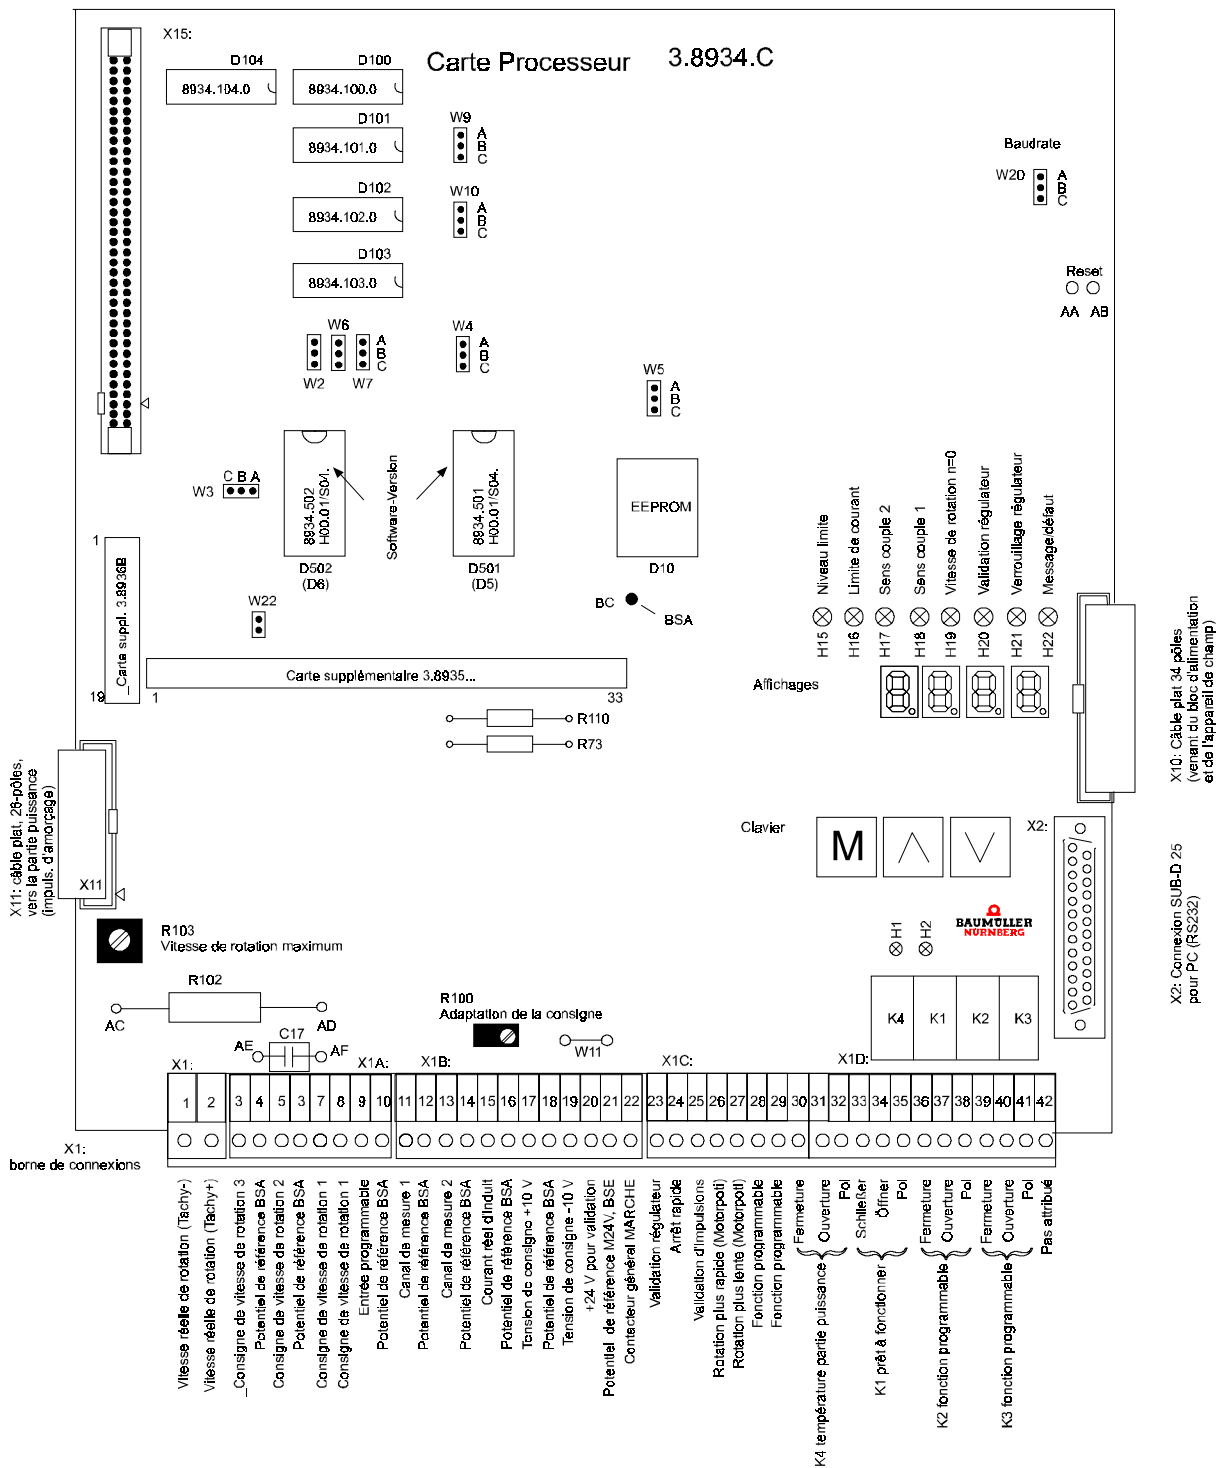 X15:
Carte Processeur 3.8934.C
D104
8934.104.0
D100
8934.100.0
D101
8934.101.0
D102
8934.102.0
D103
8934.103.0
W9
A
B
C
W10
A
B
C
Baudrate
W20
A
B
C
Reset
AA AB
W6
W2 W7
A
B
C
W4
A
B
C
W5
A
B
C
C B A
W3
8934.502
H00.01/S04.
D502
(D6)
Software-Version
8934.501
H00.01/S04.
D501
(D5)
EEPROM
D10
BC
BSA
W22
1
_Carte suppl. 3.8936B
19
1 Carte supplémentaire 3.8935... 33
R110
R73
Niveau limite
Limite de courant
Sens couple 2
Sens couple 1
Vitesse de rotation n=0
Validation régulateur
Verrouillage régulateur
Message/défaut
H15
H16
H17
H18
H19
H20
H21
H22
Affichages
X10: Câble plat 34 pôles
(venant du bloc d'alimentation
et de l'appareil de champ)
X11: câble plat, 26-pôles,
vers la partie puissance
(impuls. d'amorçage)
X11
Clavier
M
X2:
X2: Connexion SUB-D 25
pour PC (RS232)
H1
H2
BAUMÜLLER
NÜRNBERG
R103
Vitesse de rotation maximum
R102
AC AD
AE C17 AF
R100
Adaptation de la consigne
W11
K4 K1 K2 K3
X1: X1A: X1B: X1C: X1D:
1 2 3 4 5 3 7 8 9 10 11 12 13 14 15 16 17 18 19 20 21 22 23 24 25 26 27 28 29 30 31 32 33 34 35 36 37 38 39 40 41 42
X1:
borne de connexions
Vitesse réelle de rotation (Tachy-)
Vitesse réelle de rotation (Tachy+)
_Consigne de vitesse de rotation 3
Potentiel de référence BSA
Consigne de vitesse de rotation 2
Potentiel de référence BSA
Consigne de vitesse de rotation 1
Consigne de vitesse de rotation 1
Entrée programmable
Potentiel de référence BSA
Canal de mesure 1
Potentiel de référence BSA
Canal de mesure 2
Potentiel de référence BSA
Courant réel d'induit
Potentiel de référence BSA
Tension de consigne +10 V
Potentiel de référence BSA
Tension de consigne -10 V
+24 V pour validation
Potentiel de référence M24V, BSE
Contacteur général MARCHE
Validation régulateur
Arrêt rapide
Validation d'Impulsions
Rotation plus rapide (Motorpoti)
Rotation plus lente (Motorpoti)
Fonction programmable
Fonction programmable
Fermeture
Ouverture
Pol
K4 température partie puissance
Schließer
Öffner
Pol
K1 prêt à fonctionner
Fermeture
Ouverture
Pol
K2 fonction programmable
Fermeture
Ouverture
Pol
K3 fonction programmable
Pas attribué